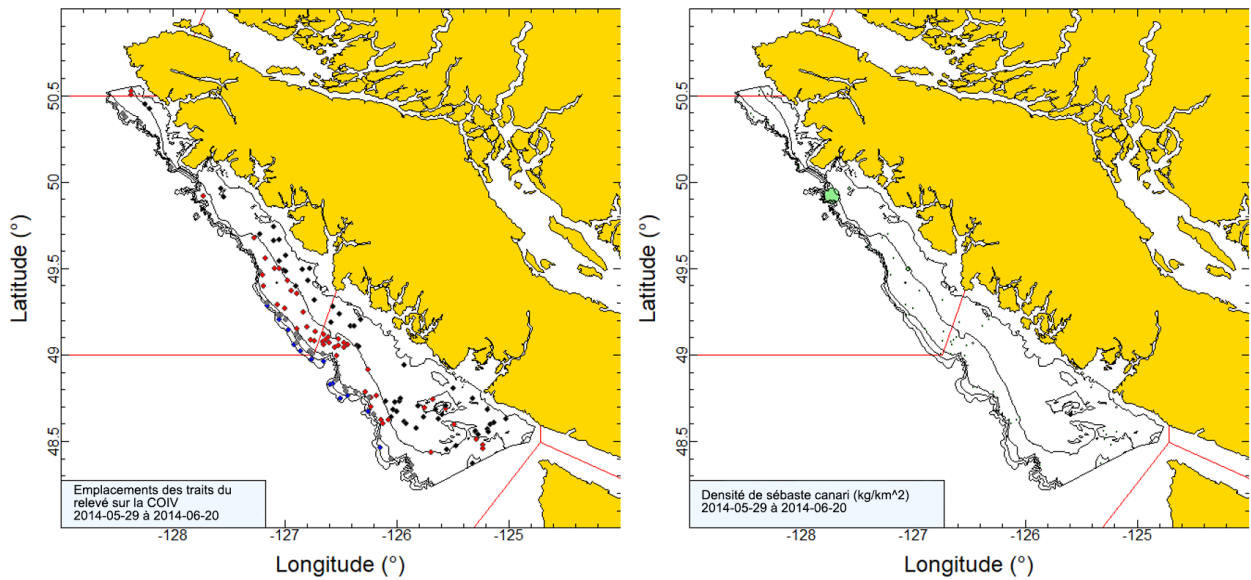 50.5
50
49.5
49
48.5
Latitude (°)
-128
-127
-126
-125
Longitude (°)
Emplacements des traits du
relevé sur la COIV
2014-05-29 à 2014-06-20
50.5
50
49.5
49
48.5
Latitude (°)
-128
-127
-126
-125
Longitude (°)
Densité de sébaste canari (kg/km^2)
2014-05-29 à 2014-06-20